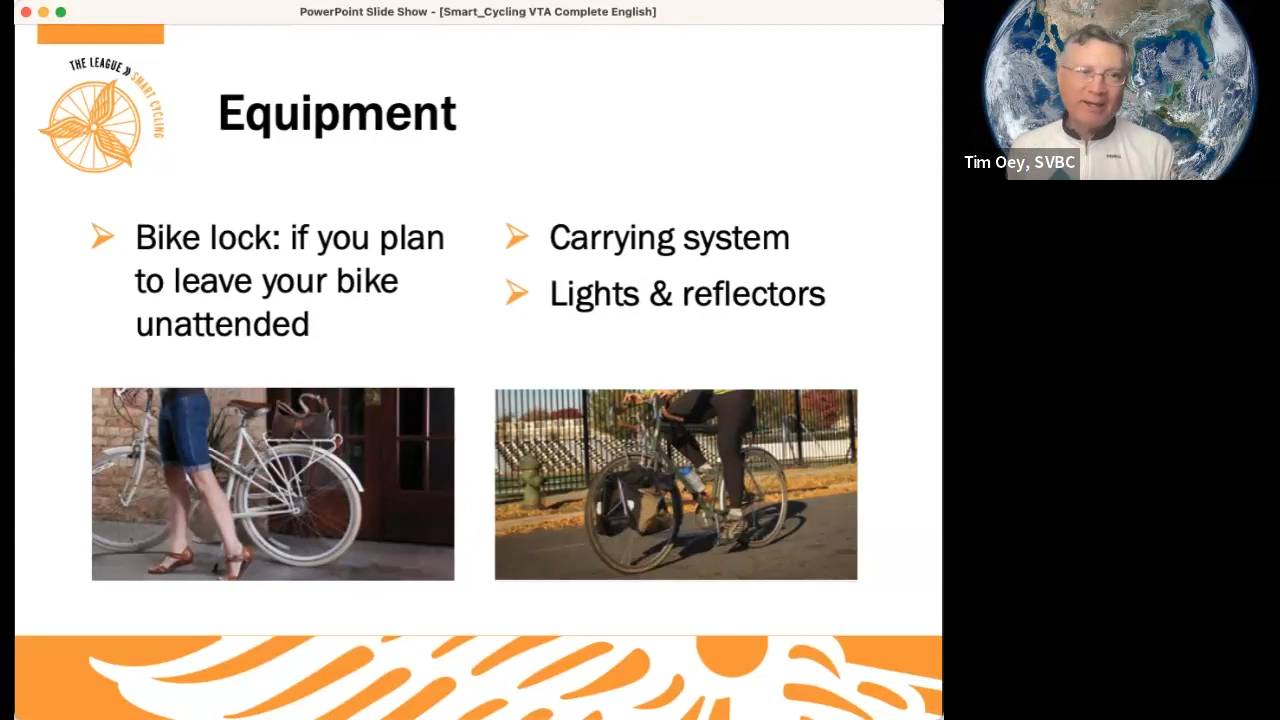 PowerPoint Slide Show - [Smart_Cycling VTA Complete English]
THE LEAGUE
SMART CYCLING
Equipment
Tim Oey, SVBC
➢ Bike lock: if you plan
to leave your bike
unattended
➢ Carrying system
➢ Lights & reflectors